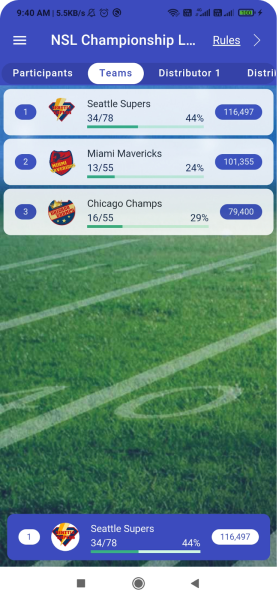 9:40 AM | 5.5KB/s
NSL Championship L... Rules
Participants Teams Distributor 1 Distri
1 Seattle Supers
34/78 44% 116,497
2 Miami Mavericks
13/55 24% 101,355
3 Chicago Champs
16/55 29% 79,400
1 Seattle Supers
34/78 44% 116,497